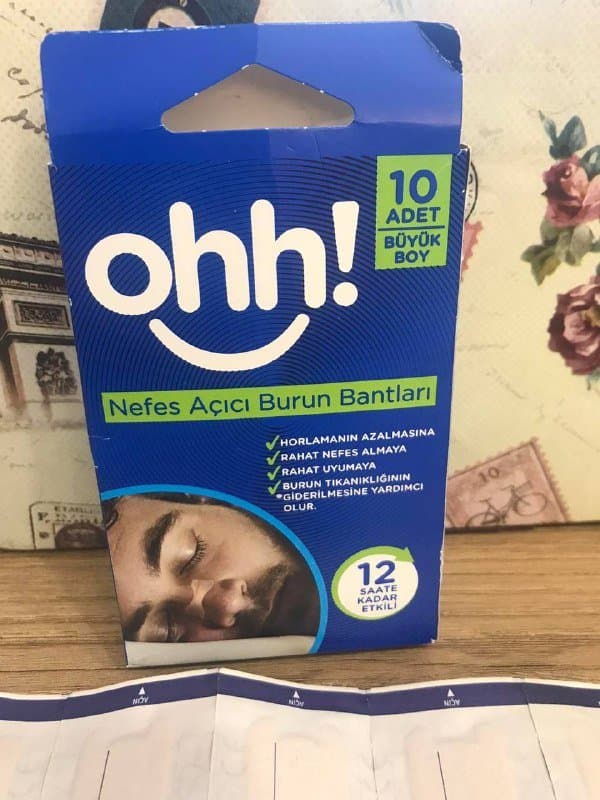 10
ADET
BÜYÜK
BOY
ohh!
Nefes Açıcı Burun Bantları
HORLAMANIN AZALMASINA
RAHAT NEFES ALMAYA
RAHAT UYUMAYA
BURUN TIKANIKLIĞININ
GİDERİLMESİNE YARDIMCI
OLUR.
12
SAATE
KADAR
ETKİLİ
10
AÇIN
AÇIN
AÇIN